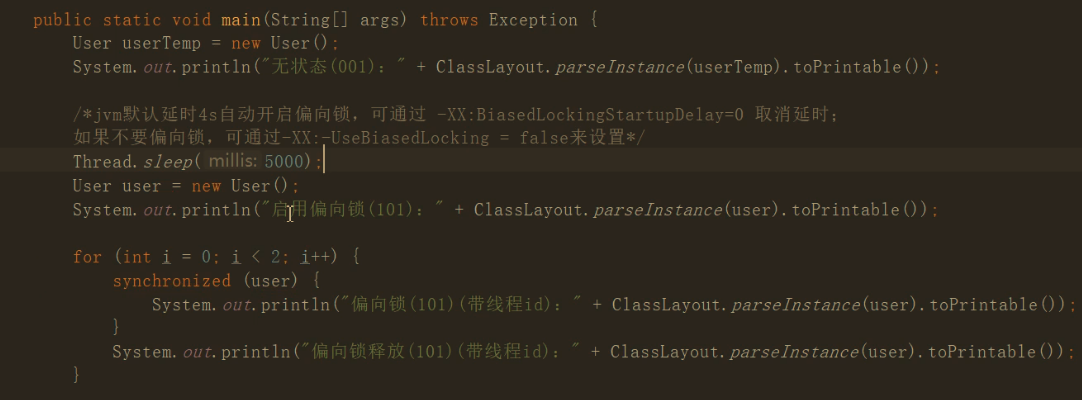 public static void main(String[] args) throws Exception {
User userTemp = new User();
System.out.println("无状态(001): " + ClassLayout.parseInstance(userTemp).toPrintable());
/*jvm默认延时4s自动开启偏向锁，可通过 -XX:BiasedLockingStartupDelay=0 取消延时;
如果不要偏向锁，可通过-XX:-UseBiasedLocking = false来设置*/
Thread.sleep( millis: 5000);
User user = new User();
System.out.println("启用偏向锁(101): " + ClassLayout.parseInstance(user).toPrintable());
for (int i = 0; i < 2; i++) {
synchronized (user) {
System.out.println("偏向锁(101)(带线程id): " + ClassLayout.parseInstance(user).toPrintable());
}
System.out.println("偏向锁释放(101)(带线程id): " + ClassLayout.parseInstance(user).toPrintable());
}